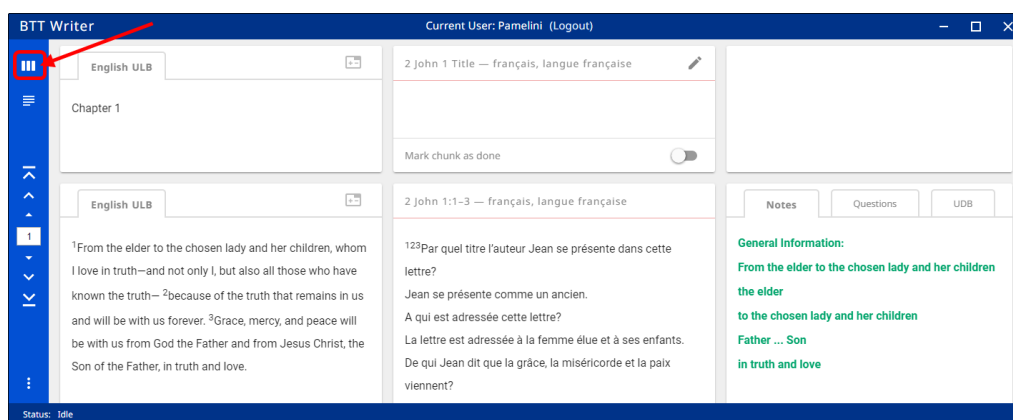 BTT Writer
Current User: Pamelini (Logout)
English ULB
Chapter 1
2 John 1 Title — français, langue française
Mark chunk as done
1
English ULB
1From the elder to the chosen lady and her children, whom
I love in truth—and not only I, but also all those who have
known the truth— 2because of the truth that remains in us
and will be with us forever. 3Grace, mercy, and peace will
be with us from God the Father and from Jesus Christ, the
Son of the Father, in truth and love.
2 John 1:1–3 — français, langue française
123Par quel titre l'auteur Jean se présente dans cette
lettre?
Jean se présente comme un ancien.
A qui est adressée cette lettre?
La lettre est adressée à la femme élue et à ses enfants.
De qui Jean dit que la grâce, la miséricorde et la paix
viennent?
Notes
Questions
UDB
General Information:
From the elder to the chosen lady and her children
the elder
to the chosen lady and her children
Father ... Son
in truth and love
Status: Idle